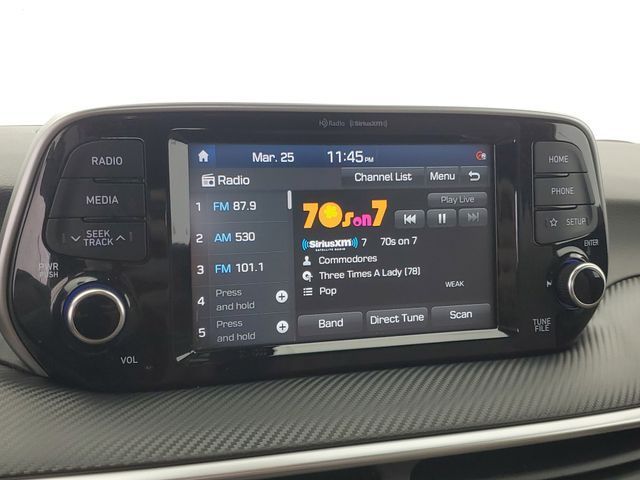 HD Radio ((SiriusXM))
RADIO
MEDIA
SEEK
TRACK
PWR
PUSH
VOL
Mar. 25 11:45 PM
Radio Channel List Menu
1 FM 87.9
2 AM 530
3 FM 101.1
4 Press and hold
5 Press and hold
70s on 7
Play Live
((SiriusXM)) 7 70s on 7
SATELLITE RADIO
Commodores
Three Times A Lady (78)
Pop WEAK
Band Direct Tune Scan
HOME
PHONE
SETUP
ENTER
TUNE
FILE